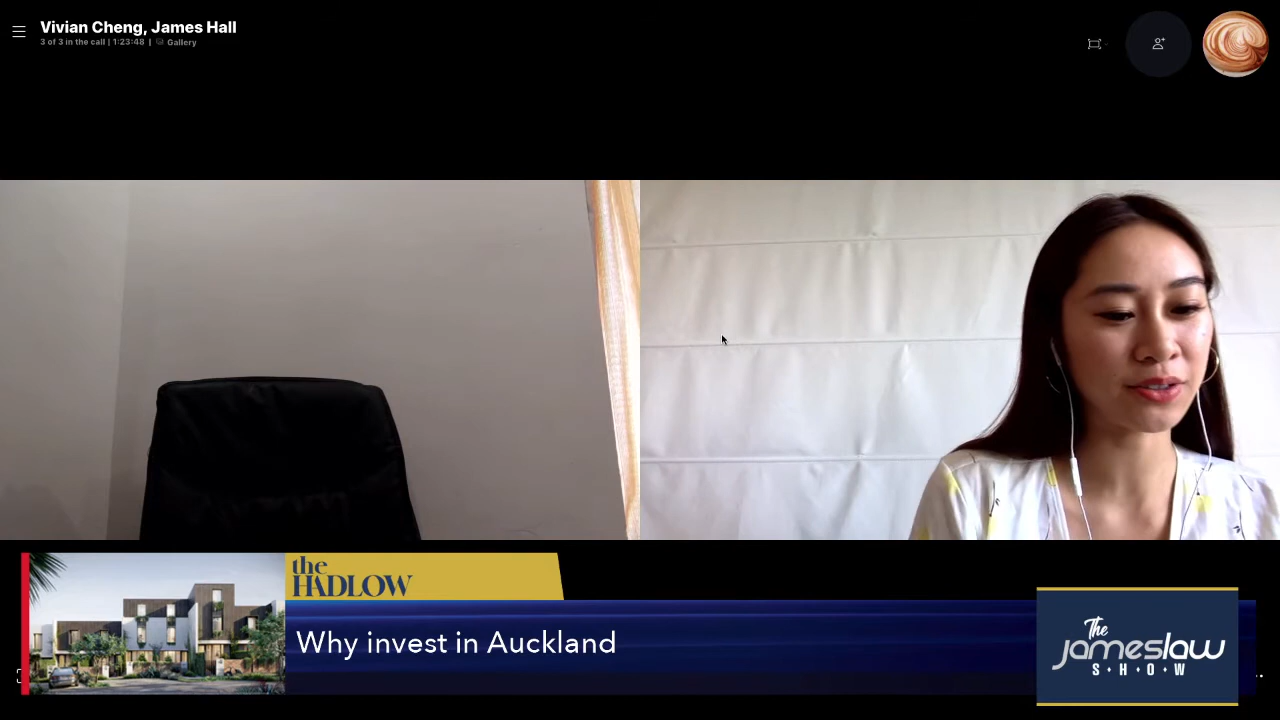 Vivian Cheng, James Hall
3 of 3 in the call | 1:23:48 | Gallery
the
HADLOW
Why invest in Auckland
The
jameslaw
S•H•O•W